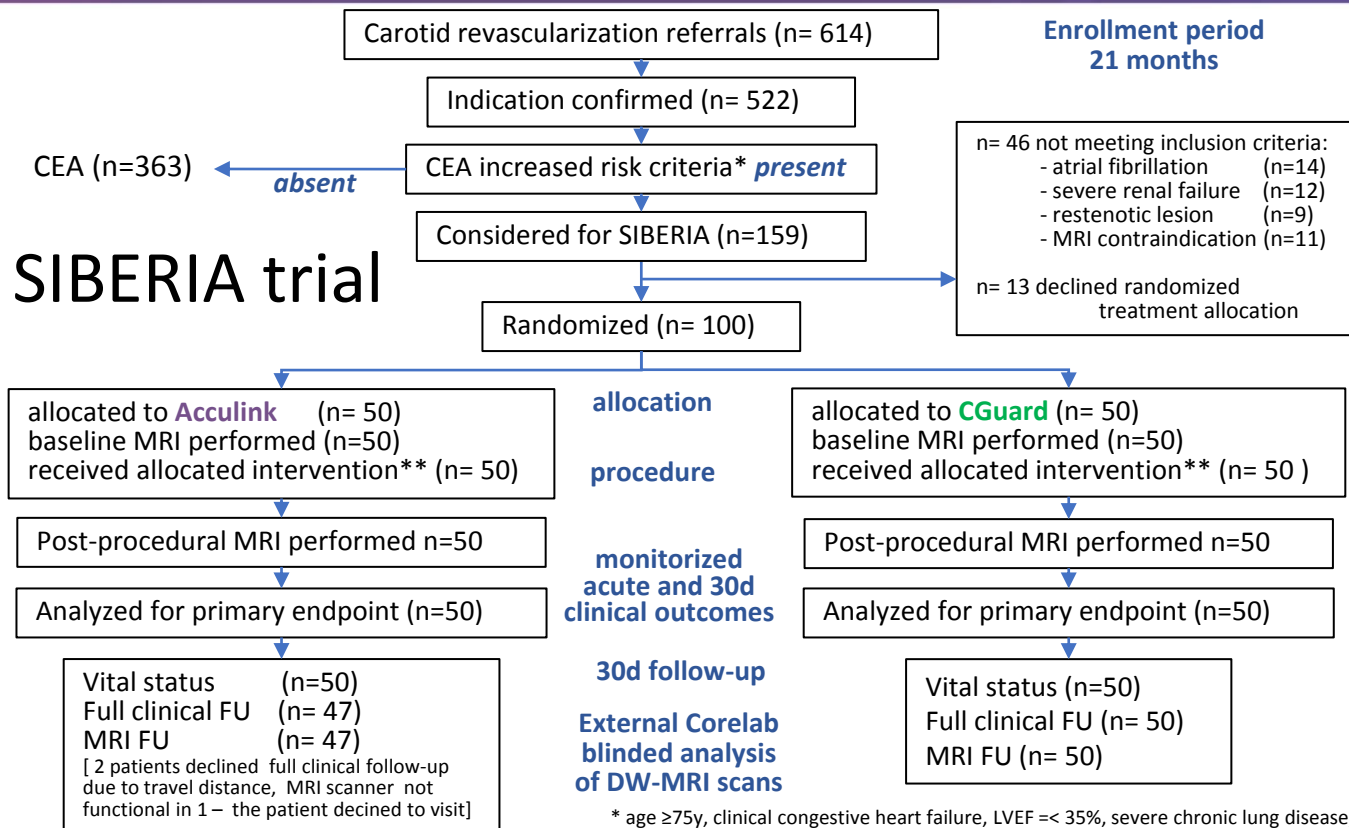 Carotid revascularization referrals (n= 614)
Enrollment period
21 months
Indication confirmed (n= 522)
CEA (n=363)
absent
CEA increased risk criteria* present
n= 46 not meeting inclusion criteria:
- atrial fibrillation (n=14)
- severe renal failure (n=12)
- restenotic lesion (n=9)
- MRI contraindication (n=11)
n= 13 declined randomized
treatment allocation
Considered for SIBERIA (n=159)
SIBERIA trial
Randomized (n= 100)
allocated to Acculink (n= 50)
baseline MRI performed (n=50)
received allocated intervention** (n= 50)
allocation
procedure
allocated to CGuard (n= 50)
baseline MRI performed (n=50)
received allocated intervention** (n= 50 )
Post-procedural MRI performed n=50
monitorized
acute and 30d
clinical outcomes
Post-procedural MRI performed n=50
Analyzed for primary endpoint (n=50)
Analyzed for primary endpoint (n=50)
Vital status (n=50)
Full clinical FU (n= 47)
MRI FU (n= 47)
[ 2 patients declined full clinical follow-up
due to travel distance, MRI scanner not
functional in 1 – the patient decined to visit]
30d follow-up
External Corelab
blinded analysis
of DW-MRI scans
Vital status (n=50)
Full clinical FU (n= 50)
MRI FU (n= 50)
* age ≥75y, clinical congestive heart failure, LVEF =< 35%, severe chronic lung disease